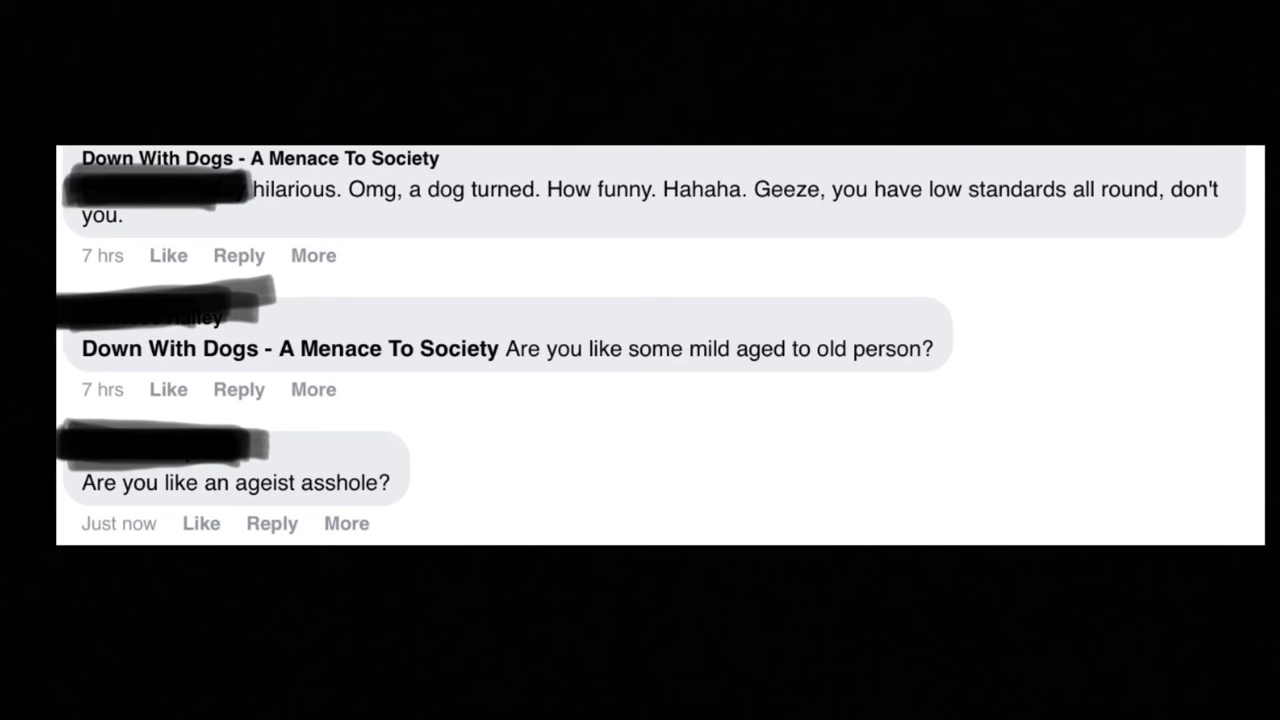 Down With Dogs - A Menace To Society
hilarious. Omg, a dog turned. How funny. Hahaha. Geeze, you have low standards all round, don't
you.
7 hrs Like Reply More
Down With Dogs - A Menace To Society Are you like some mild aged to old person?
7 hrs Like Reply More
Are you like an ageist asshole?
Just now Like Reply More